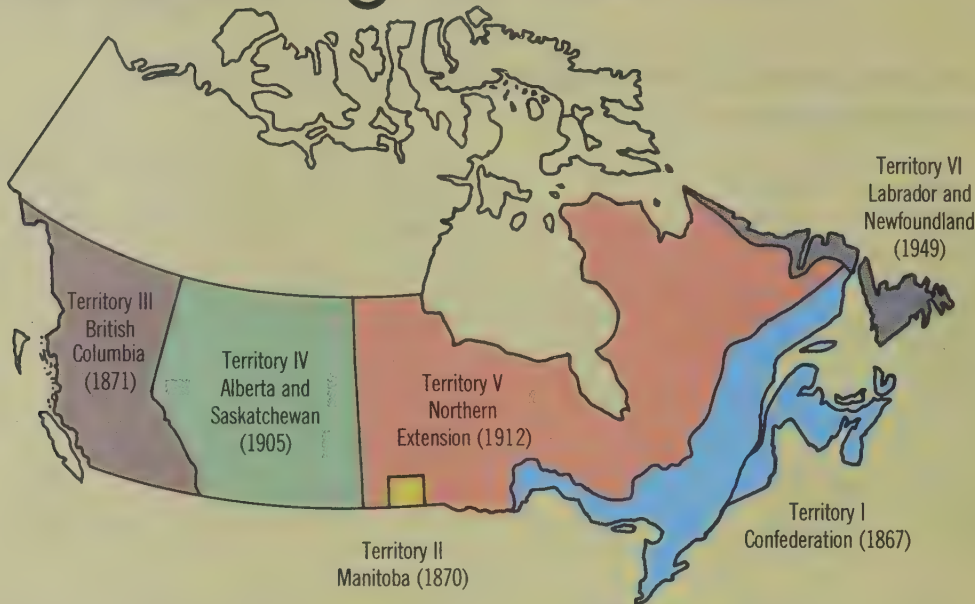 Territory VI
Labrador and
Newfoundland
(1949)
Territory III
British
Columbia
(1871)
Territory IV
Alberta and
Saskatchewan
(1905)
Territory V
Northern
Extension (1912)
Territory I
Confederation (1867)
Territory II
Manitoba (1870)